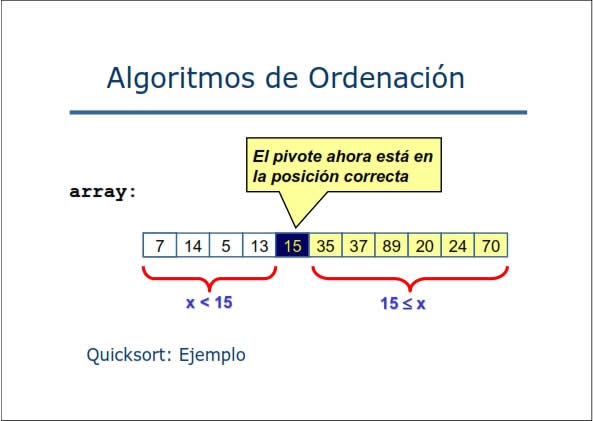 Algoritmos de Ordenación
El pivote ahora está en
la posición correcta
array:
7 14 5 13 15 35 37 89 20 24 70
x < 15 15 ≤ x
Quicksort: Ejemplo